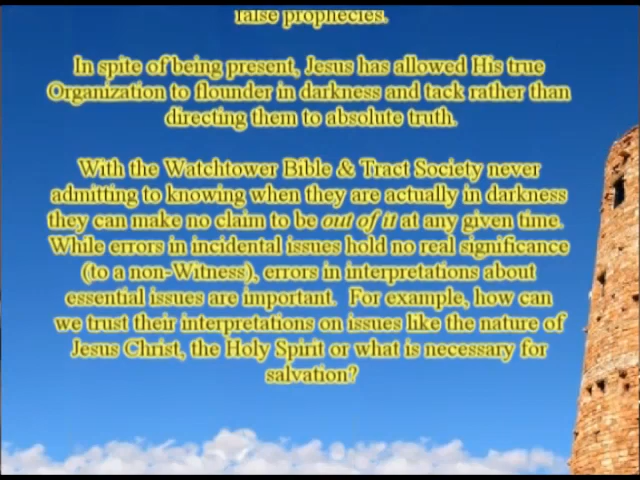 false prophecies.
In spite of being present, Jesus has allowed His true
Organization to flounder in darkness and tack rather than
directing them to absolute truth.
With the Watchtower Bible & Tract Society never
admitting to knowing when they are actually in darkness
they can make no claim to be out of it at any given time.
While errors in incidental issues hold no real significance
(to a non-Witness), errors in interpretations about
essential issues are important. For example, how can
we trust their interpretations on issues like the nature of
Jesus Christ, the Holy Spirit or what is necessary for
salvation?